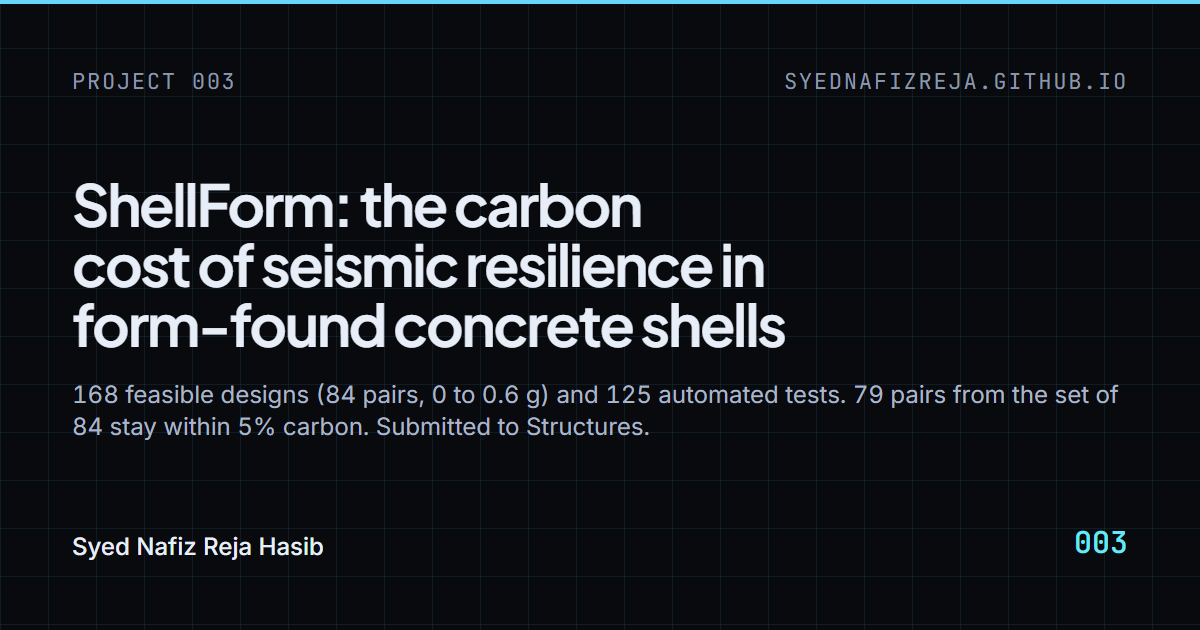 PROJECT 003
SYEDNAFIZREJA.GITHUB.IO
ShellForm: the carbon
cost of seismic resilience in
form-found concrete shells
168 feasible designs (84 pairs, 0 to 0.6 g) and 125 automated tests. 79 pairs from the set of
84 stay within 5% carbon. Submitted to Structures.
Syed Nafiz Reja Hasib
003